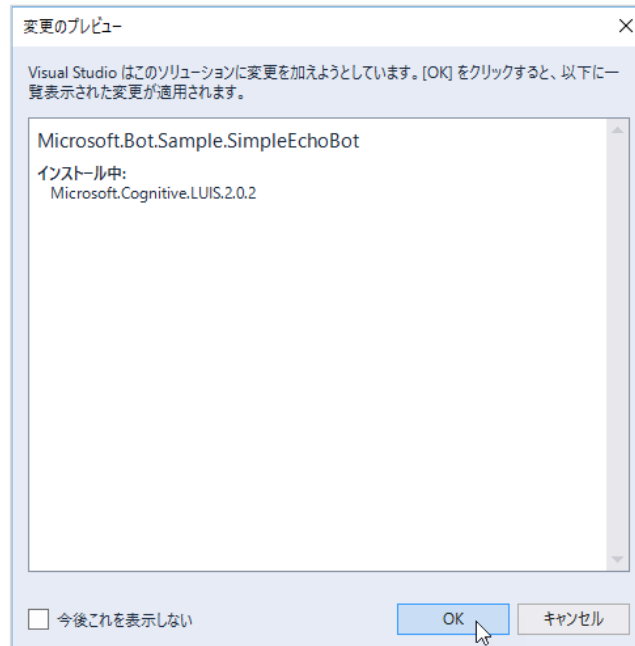 変更のプレビュー
Visual Studio はこのソリューションに変更を加えようとしています。[OK] をクリックすると、以下に一
覧表示された変更が適用されます。
Microsoft.Bot.Sample.SimpleEchoBot
インストール中:
Microsoft.Cognitive.LUIS.2.0.2
今後これを表示しない
OK
キャンセル